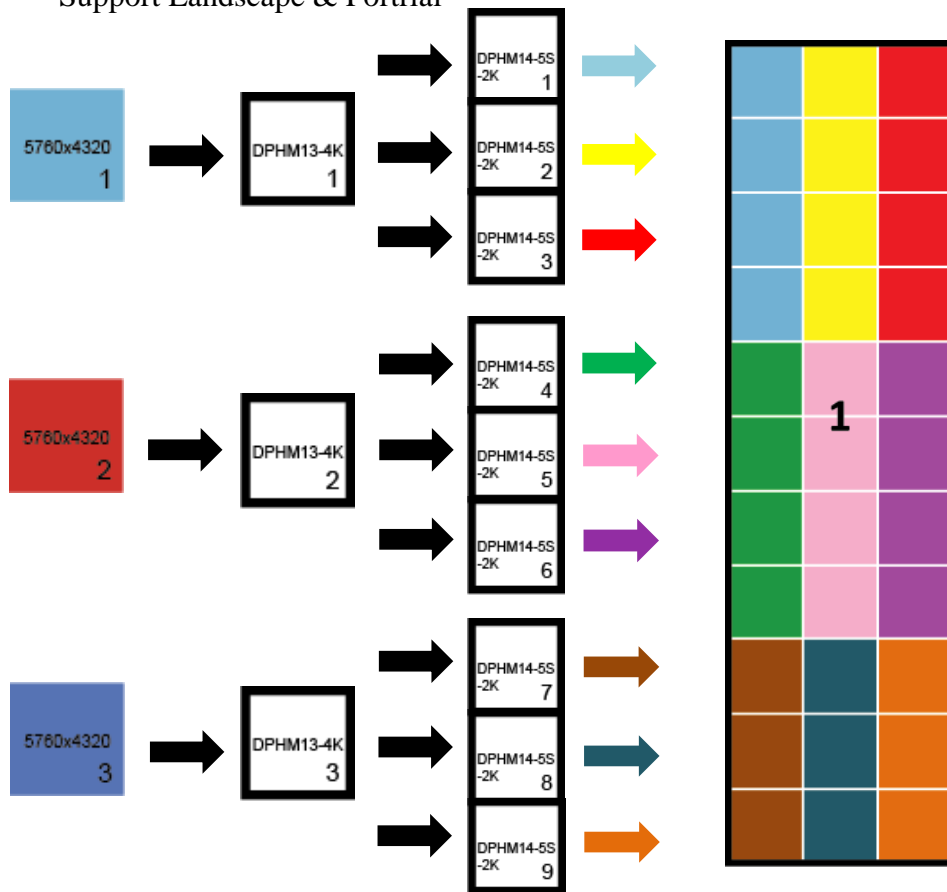 Support Landscape & Portrial
5760x4320
1
DPHM13-4K
1
DPHM14-5S
-2K
1
DPHM14-5S
-2K
2
DPHM14-5S
-2K
3
5760x4320
2
DPHM13-4K
2
DPHM14-5S
-2K
4
DPHM14-5S
-2K
5
DPHM14-5S
-2K
6
5760x4320
3
DPHM13-4K
3
DPHM14-5S
-2K
7
DPHM14-5S
-2K
8
DPHM14-5S
-2K
9
1